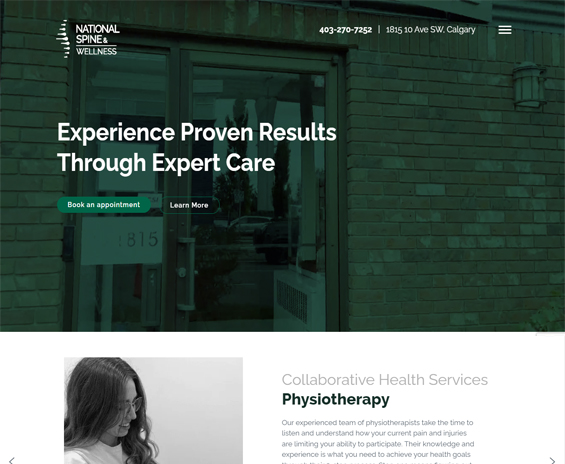 NATIONAL
SPINE &
WELLNESS
403-270-7252 | 1815 10 Ave SW, Calgary
Experience Proven Results
Through Expert Care
Book an appointment
Learn More
1815
Collaborative Health Services
Physiotherapy
Our experienced team of physiotherapists take the time to
listen and understand how your current pain and injuries
are limiting your ability to participate. Their knowledge and
experience is what you need to achieve your health goals